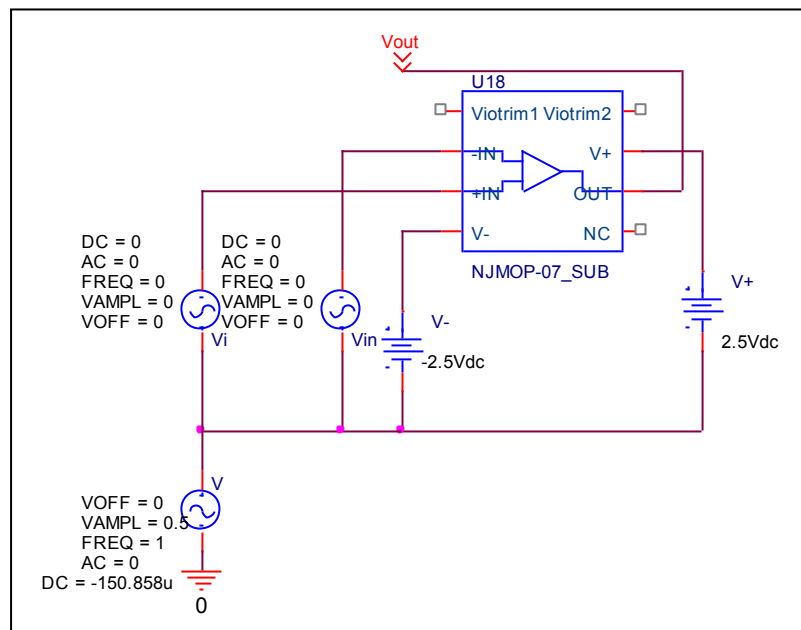 Vout
U18
Viotrim1 Viotrim2
-IN
V+
+IN
OUT
V-
NC
NJMOP-07_SUB
DC = 0
AC = 0
FREQ = 0
VAMPL = 0
VOFF = 0
Vi
DC = 0
AC = 0
FREQ = 0
VAMPL = 0
VOFF = 0
Vin
V-
-2.5Vdc
V+
2.5Vdc
V
VOFF = 0
VAMPL = 0.5
FREQ = 1
AC = 0
DC = -150.858u
0